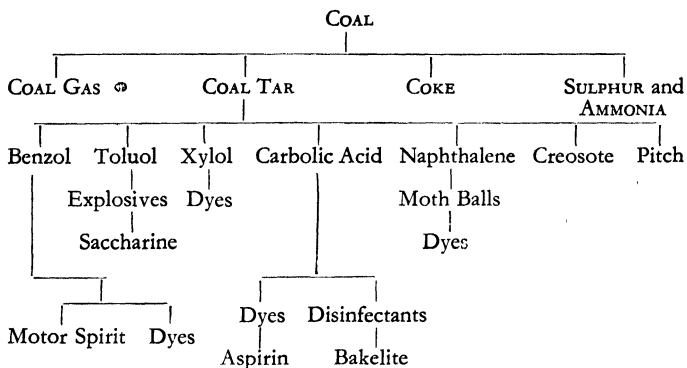 COAL
COAL GAS COAL TAR COKE SULPHUR and
AMMONIA
Benzol Toluol Xylol Carbolic Acid Naphthalene Creosote Pitch
Explosives Dyes Moth Balls
Saccharine Dyes
Dyes Disinfectants
Motor Spirit Dyes
Aspirin Bakelite